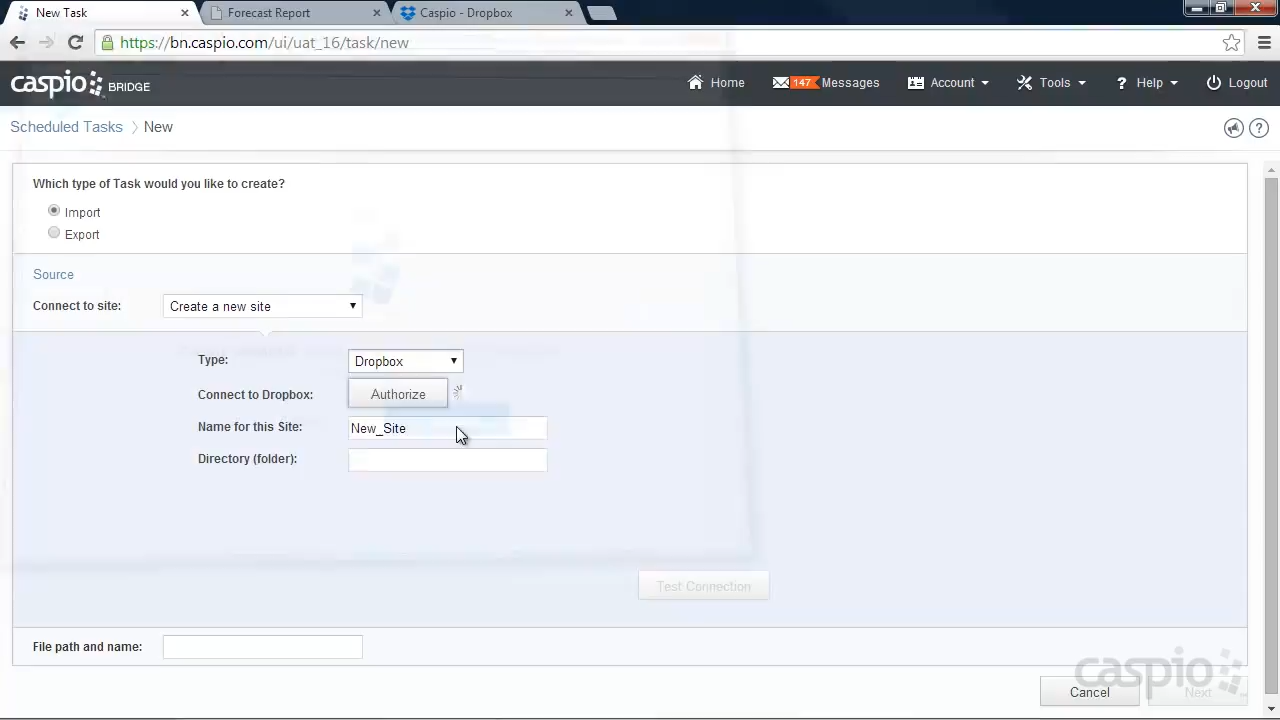 New Task
Forecast Report
Caspio - Dropbox
https://bn.caspio.com/ui/uat_16/task/new
caspio BRIDGE
Home
147 Messages
Account
Tools
? Help
Logout
Scheduled Tasks > New
?
Which type of Task would you like to create?
Import
Export
Source
Connect to site: Create a new site
Type: Dropbox
Connect to Dropbox: Authorize
Name for this Site: New_Site
Directory (folder):
Test Connection
File path and name:
caspio
Cancel
Next